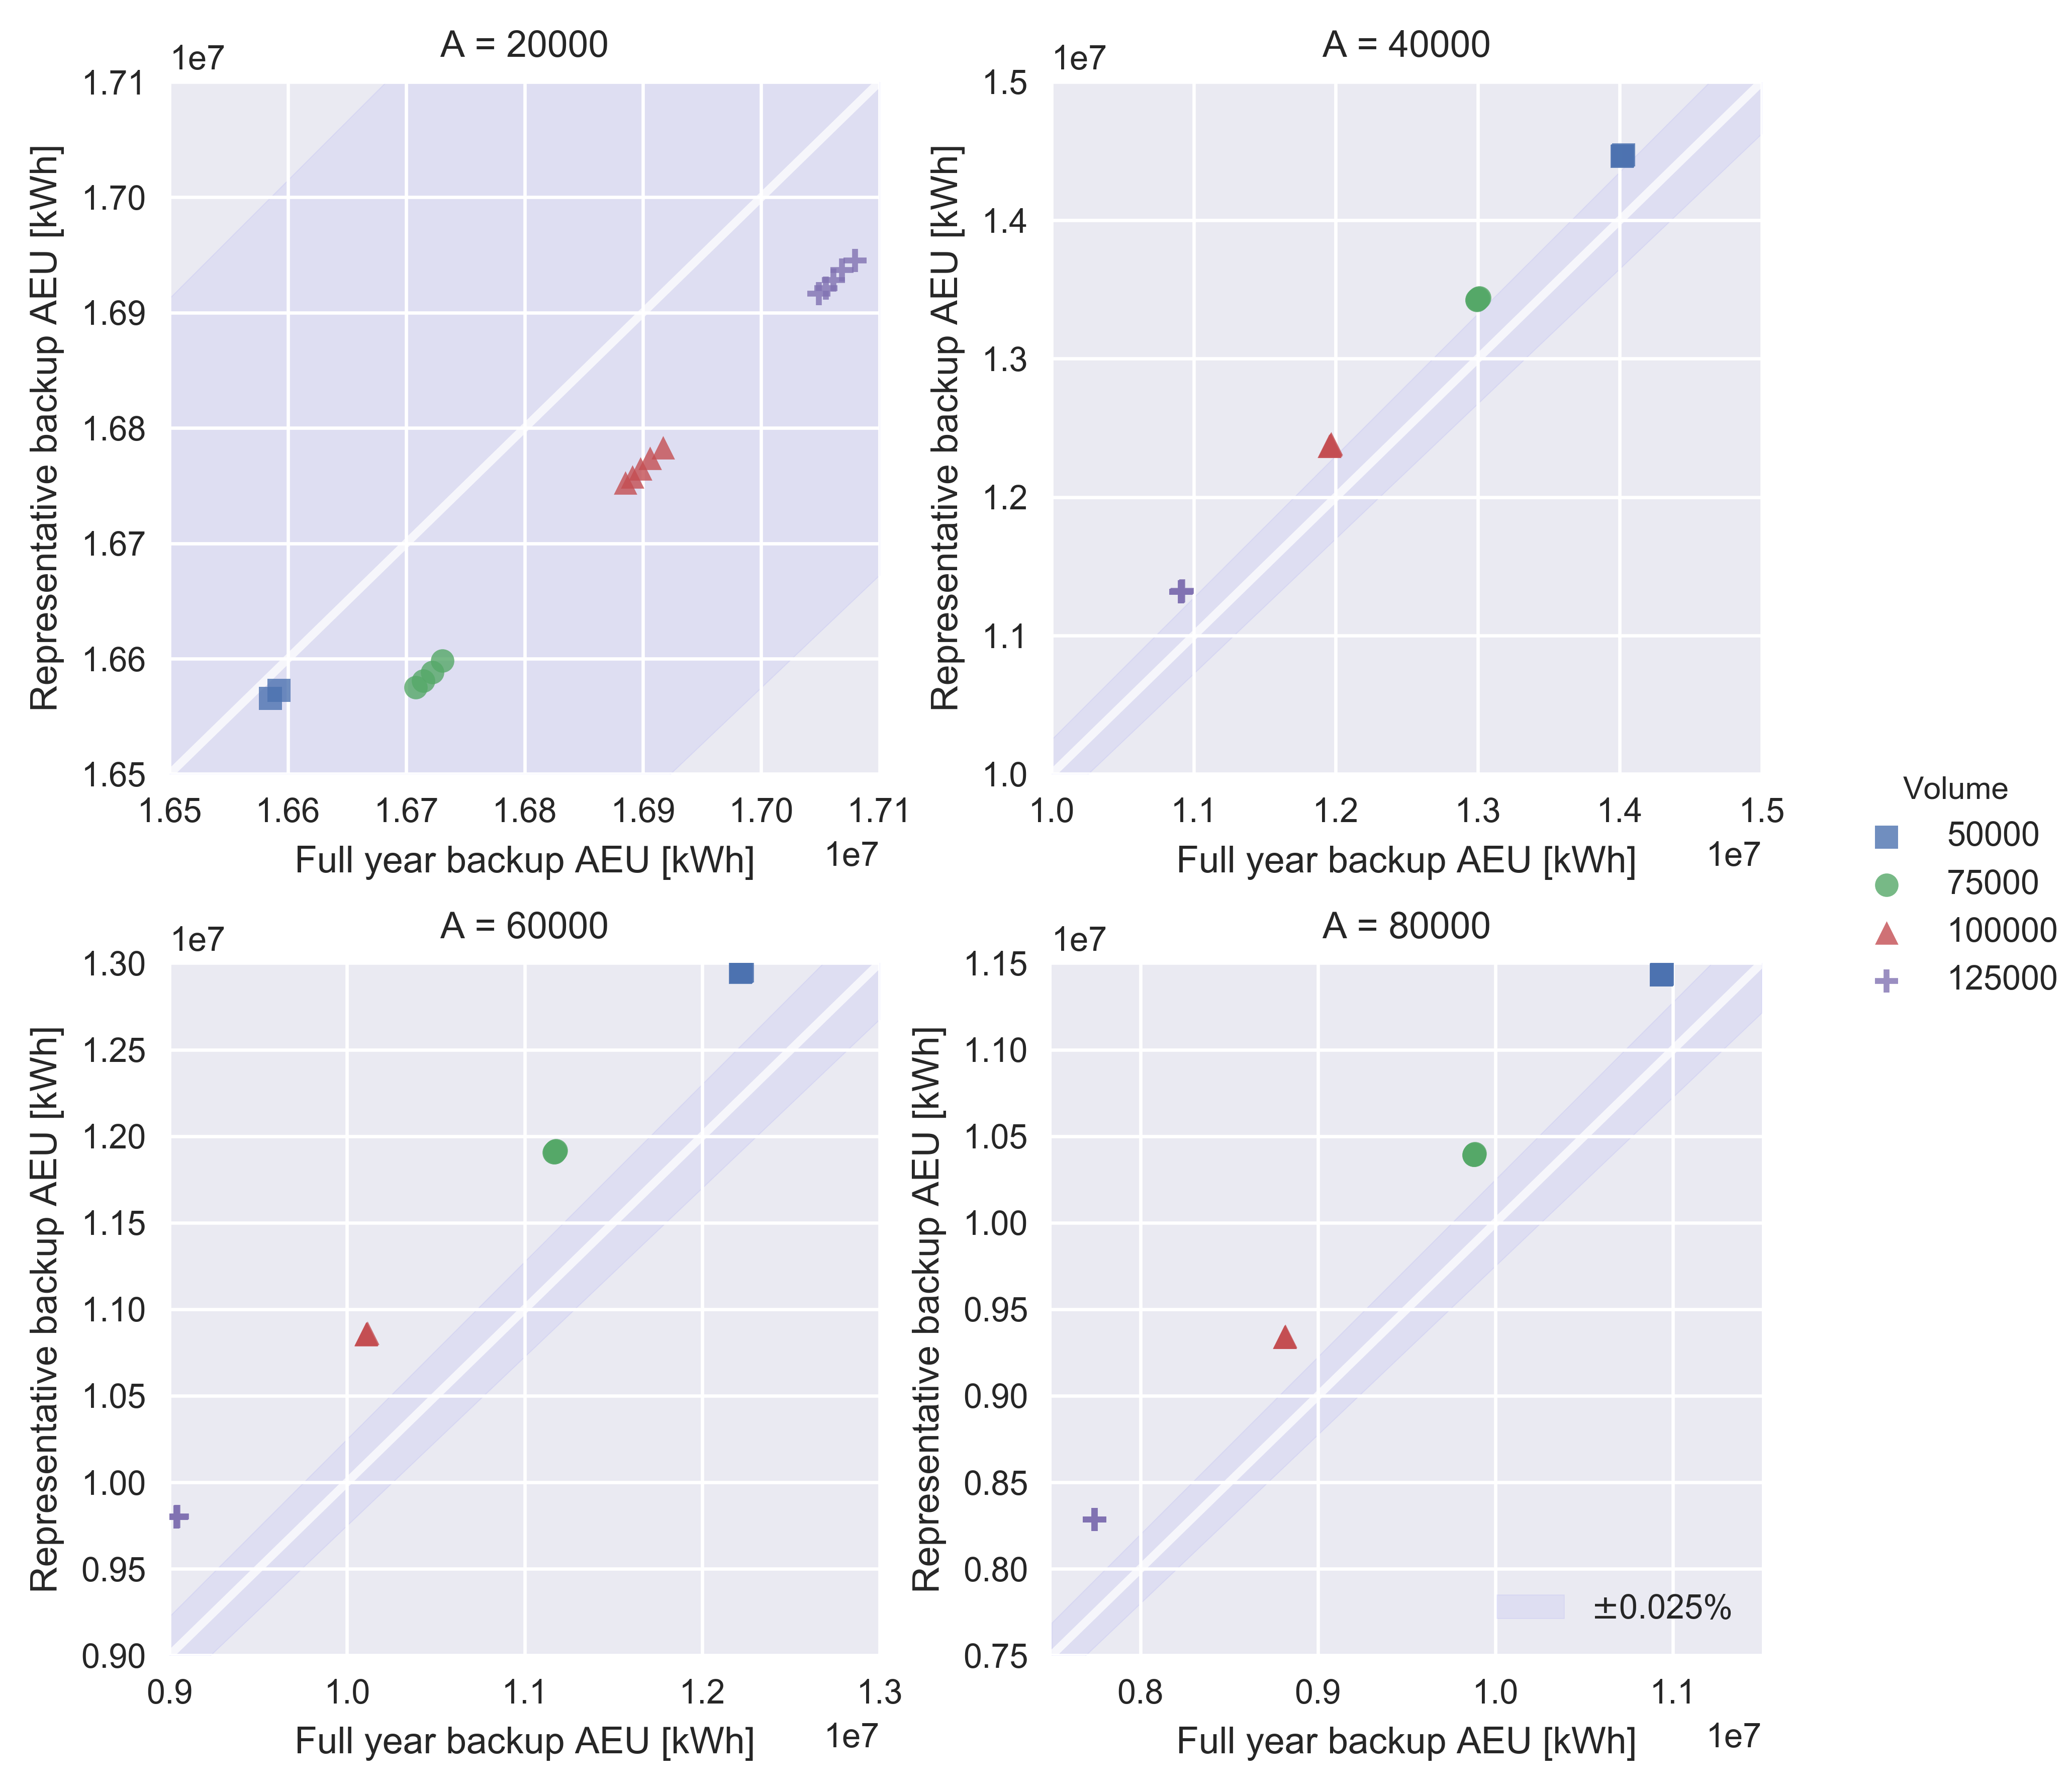 A = 20000
1e7
1.71
1.70
1.69
1.68
1.67
1.66
1.65
Representative backup AEU [kWh]
1.65 1.66 1.67 1.68 1.69 1.70 1.71
1e7
Full year backup AEU [kWh]
A = 40000
1e7
1.5
1.4
1.3
1.2
1.1
1.0
Representative backup AEU [kWh]
1.0 1.1 1.2 1.3 1.4 1.5
1e7
Full year backup AEU [kWh]
Volume
50000
75000
100000
125000
A = 60000
1e7
1.30
1.25
1.20
1.15
1.10
1.05
1.00
0.95
0.90
Representative backup AEU [kWh]
0.9 1.0 1.1 1.2 1.3
1e7
Full year backup AEU [kWh]
A = 80000
1e7
1.15
1.10
1.05
1.00
0.95
0.90
0.85
0.80
0.75
Representative backup AEU [kWh]
±0.025%
0.8 0.9 1.0 1.1
1e7
Full year backup AEU [kWh]